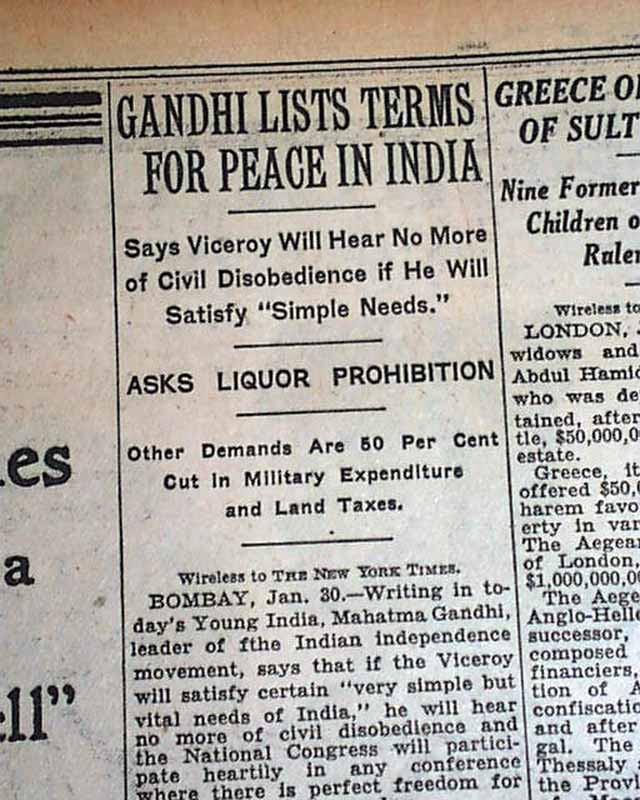 GANDHI LISTS TERMS
FOR PEACE IN INDIA
Says Viceroy Will Hear No More
of Civil Disobedience if He Will
Satisfy "Simple Needs."
ASKS LIQUOR PROHIBITION
Other Demands Are 50 Per Cent
Cut in Military Expenditure
and Land Taxes.
Wireless to THE NEW YORK TIMES.
BOMBAY, Jan. 30.—Writing in to-
day's Young India, Mahatma Gandhi,
leader of fthe Indian independence
movement, says that if the Viceroy
will satisfy certain "very simple but
vital needs of India," he will hear
no more of civil disobedience and
the National Congress will partici-
pate heartily in any conference
where there is perfect freedom for
GREECE
OF SULT
Nine Former
Children o
Ruler
Wireless to
LONDON,
widows and
Abdul Hamid
who was de
tained, after
tle, $50,000,0
estate.
Greece, it
offered $50,0
harem favo
erty in var
The Aegean
of London,
$1,000,000,00
The Aege
Anglo-Helle
successor,
composed
financiers,
tion of A
confiscatio
and after
gal. The
Thessaly
the Provi
es
a
ell"